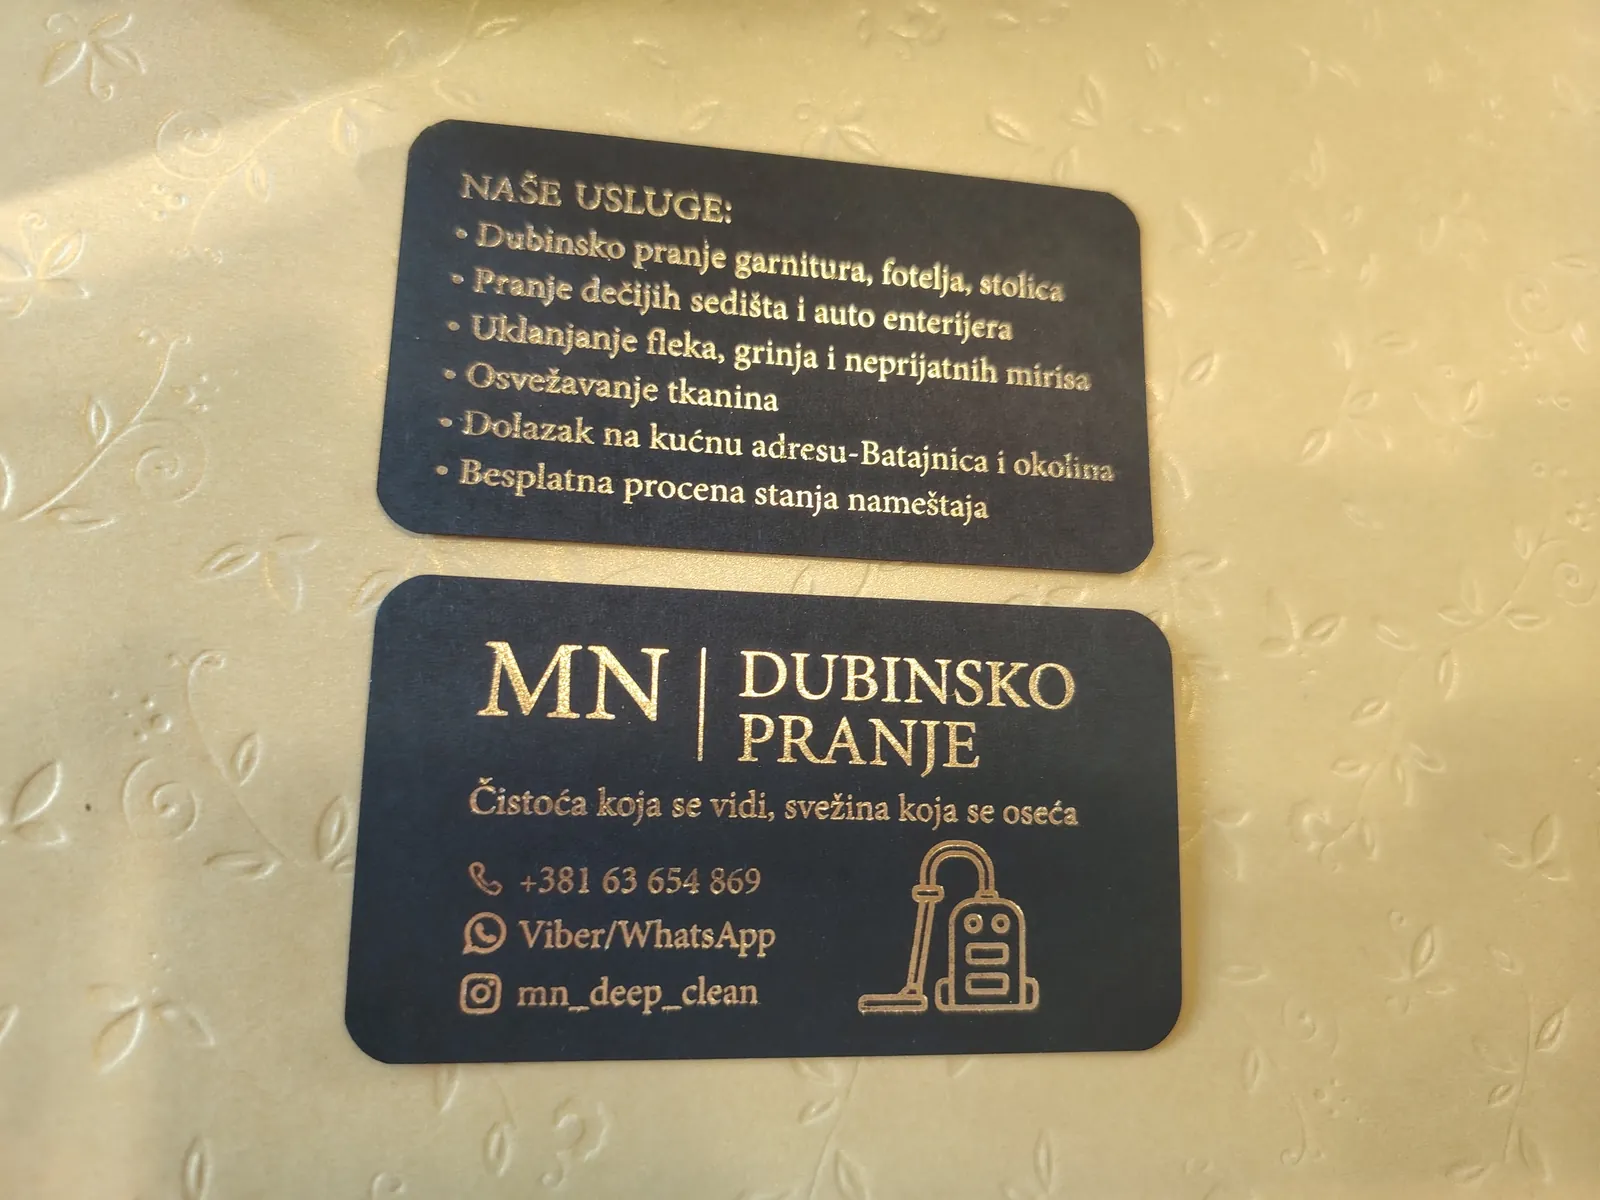 NAŠE USLUGE:
• Dubinsko pranje garnitura, fotelja, stolica
• Pranje dečijih sedišta i auto enterijera
• Uklanjanje fleka, grinja i neprijatnih mirisa
• Osvežavanje tkanina
• Dolazak na kućnu adresu-Batajnica i okolina
• Besplatna procena stanja nameštaja
MN | DUBINSKO
PRANJE
Čistoća koja se vidi, svežina koja se oseća
+381 63 654 869
Viber/WhatsApp
mn_deep_clean